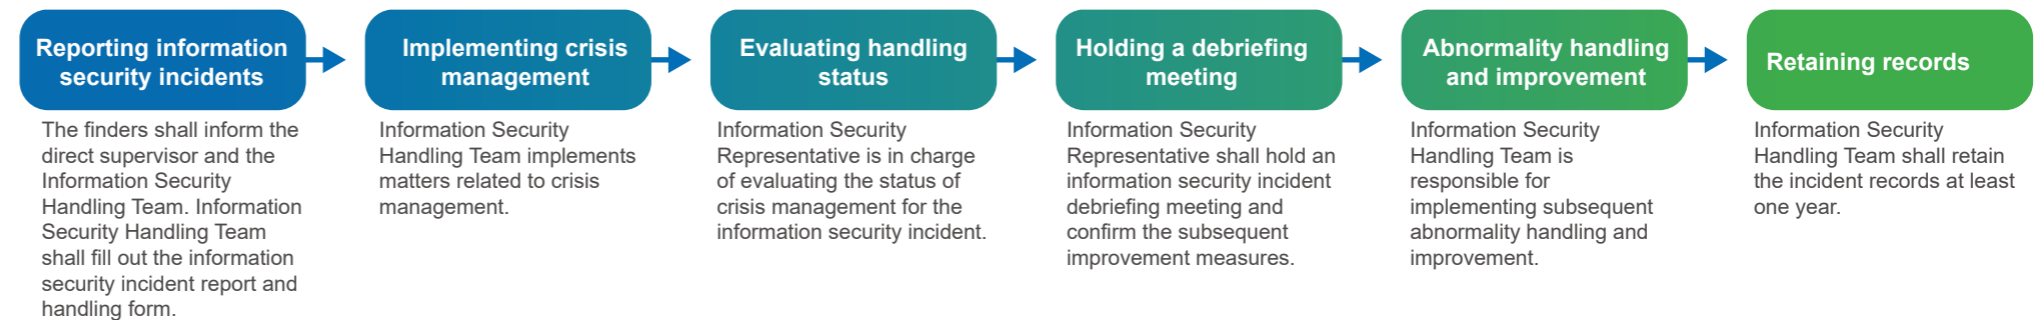 Reporting information
security incidents
The finders shall inform the
direct supervisor and the
Information Security
Handling Team. Information
Security Handling Team
shall fill out the information
security incident report and
handling form.
Implementing crisis
management
Information Security
Handling Team implements
matters related to crisis
management.
Evaluating handling
status
Information Security
Representative is in charge
of evaluating the status of
crisis management for the
information security incident.
Holding a debriefing
meeting
Information Security
Representative shall hold an
information security incident
debriefing meeting and
confirm the subsequent
improvement measures.
Abnormality handling
and improvement
Information Security
Handling Team is
responsible for
implementing subsequent
abnormality handling and
improvement.
Retaining records
Information Security
Handling Team shall retain
the incident records at least
one year.